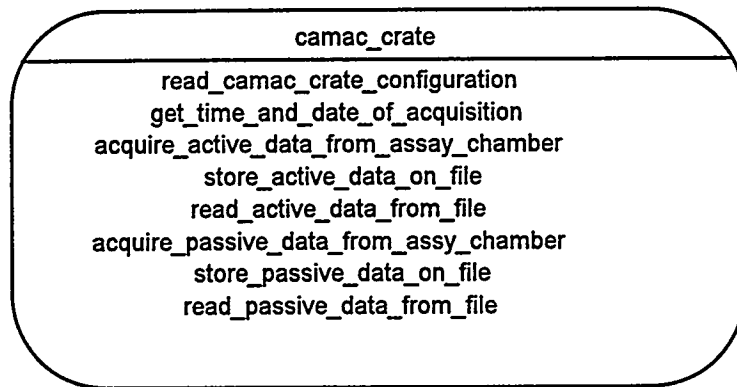 camac_crate
read_camac_crate_configuration
get_time_and_date_of_acquisition
acquire_active_data_from_assay_chamber
store_active_data_on_file
read_active_data_from_file
acquire_passive_data_from_assy_chamber
store_passive_data_on_file
read_passive_data_from_file